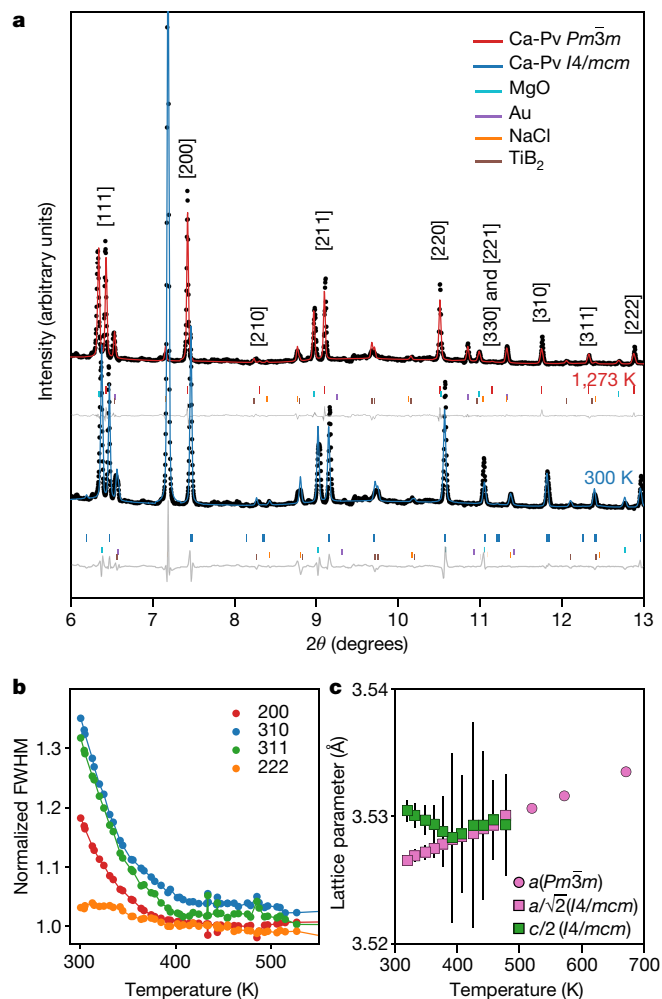 a
Ca-Pv Pm3̄m
Ca-Pv I4/mcm
MgO
Au
NaCl
TiB₂
[111]
[200]
[210]
[211]
[220]
[330] and [221]
[310]
[311]
[222]
1,273 K
300 K
Intensity (arbitrary units)
6 7 8 9 10 11 12 13
2θ (degrees)
b
200
310
311
222
1.3
1.2
1.1
1.0
Normalized FWHM
300 400 500
Temperature (K)
c
3.54
3.53
3.52
Lattice parameter (Å)
a(Pm3̄m)
a/√2(I4/mcm)
c/2 (I4/mcm)
300 400 500 600 700
Temperature (K)